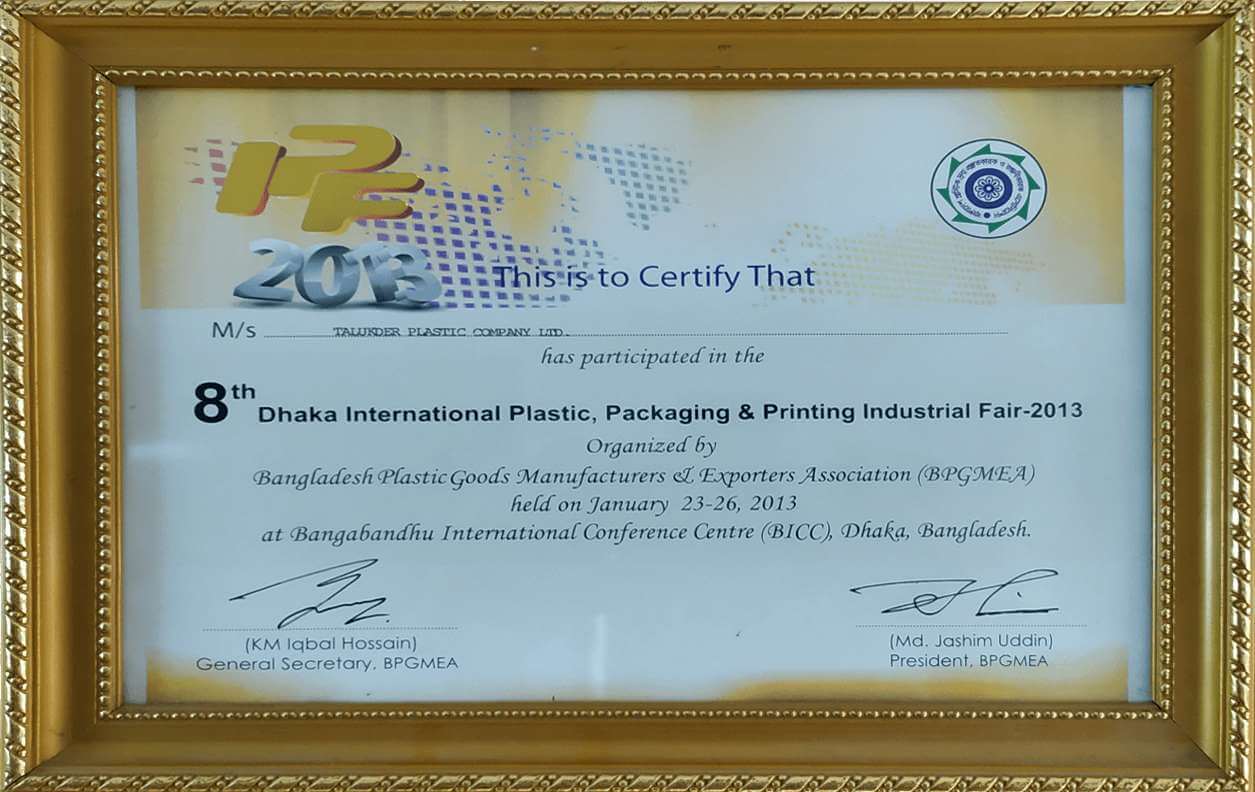 IPF
2013
This is to Certify That
M/s TALUKDER PLASTIC COMPANY LTD.
has participated in the
8th Dhaka International Plastic, Packaging & Printing Industrial Fair-2013
Organized by
Bangladesh Plastic Goods Manufacturers & Exporters Association (BPGMEA)
held on January 23-26, 2013
at Bangabandhu International Conference Centre (BICC), Dhaka, Bangladesh.
(KM Iqbal Hossain)
General Secretary, BPGMEA
(Md. Jashim Uddin)
President, BPGMEA